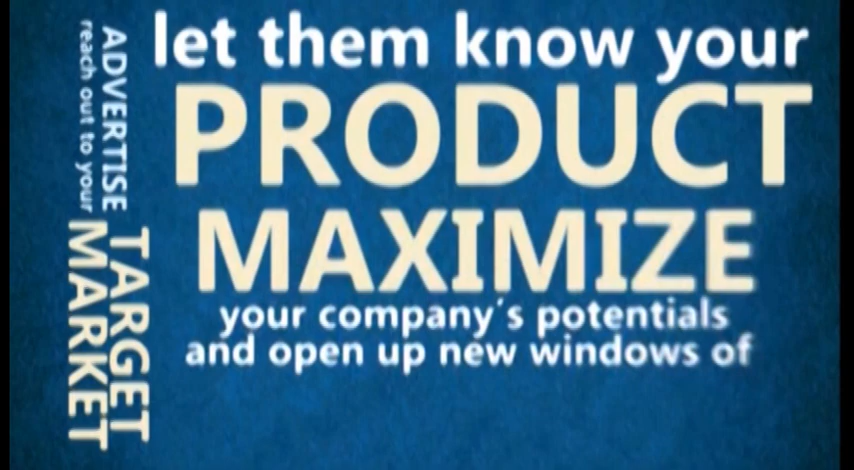 ADVERTISE
reach out to your
TARGET
MARKET
let them know your
PRODUCT
MAXIMIZE
your company's potentials
and open up new windows of